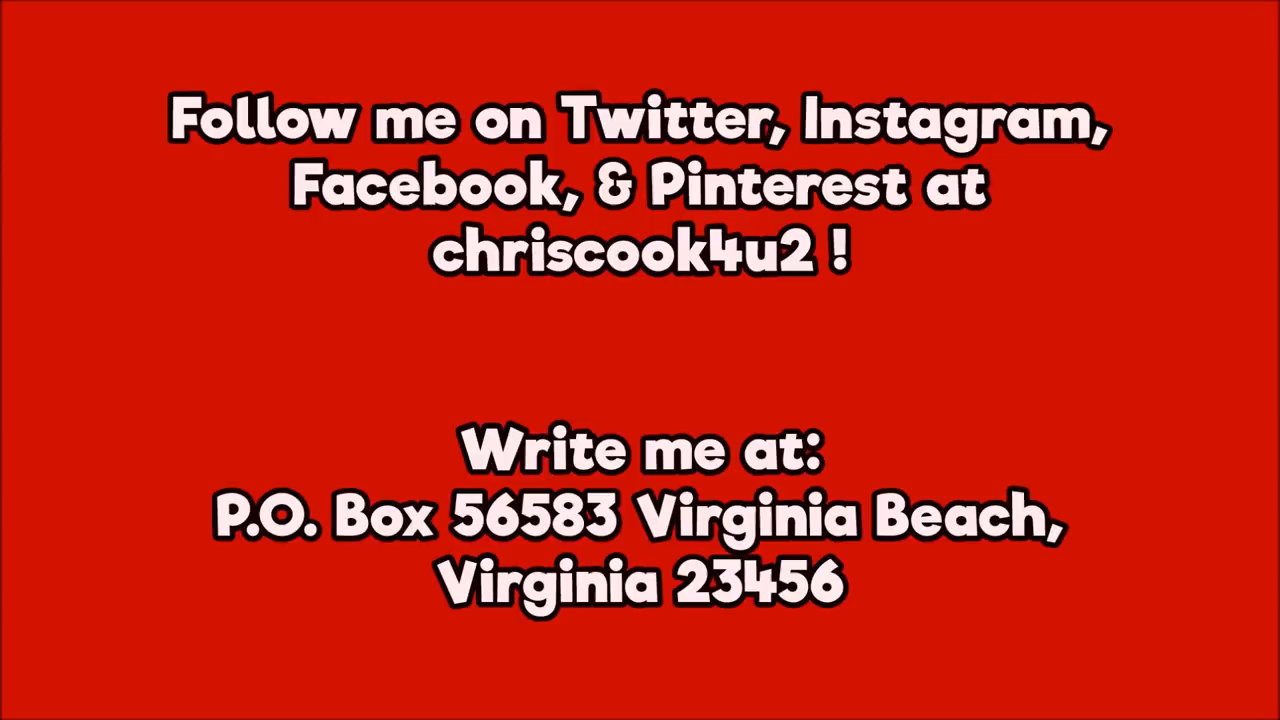 Follow me on Twitter, Instagram,
Facebook, & Pinterest at
chriscook4u2 !
Write me at:
P.O. Box 56583 Virginia Beach,
Virginia 23456